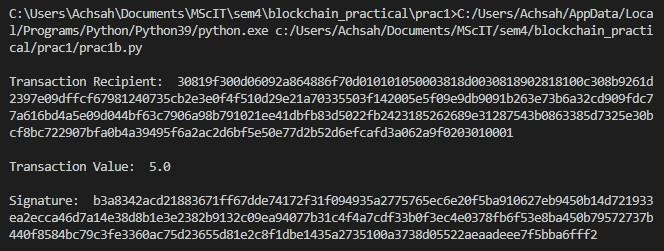 C:\Users\Achsah\Documents\MScIT\sem4\blockchain_practical\prac1>C:/Users/Achsah/AppData/Loca
l/Programs/Python/Python39/python.exe c:/Users/Achsah/Documents/MScIT/sem4/blockchain_practi
cal/prac1/prac1b.py
Transaction Recipient:  30819f300d06092a864886f70d010101050003818d0030818902818100c308b9261d
2397e09dffcf67981240735cb2e3e0f4f510d29e21a70335503f142005e5f09e9db9091b263e73b6a32cd909fdc7
7a616bd4a5e09d044bf63c7906a98b791021ee41dbfb83d5022fb2423185262689e31287543b0863385d7325e30b
cf8bc722907bfa0b4a39495f6a2ac2d6bf5e50e77d2b52d6efcafd3a062a9f0203010001
Transaction Value:  5.0
Signature:  b3a8342acd21883671ff67dde74172f31f094935a2775765ec6e20f5ba910627eb9450b14d721933
ea2ecca46d7a14e38d8b1e3e2382b9132c09ea94077b31c4f4a7cdf33b0f3ec4e0378fb6f53e8ba450b79572737b
440f8584bc79c3fe3360ac75d23655d81e2c8f1dbe1435a2735100a3738d05522aeaadeee7f5bba6fff2